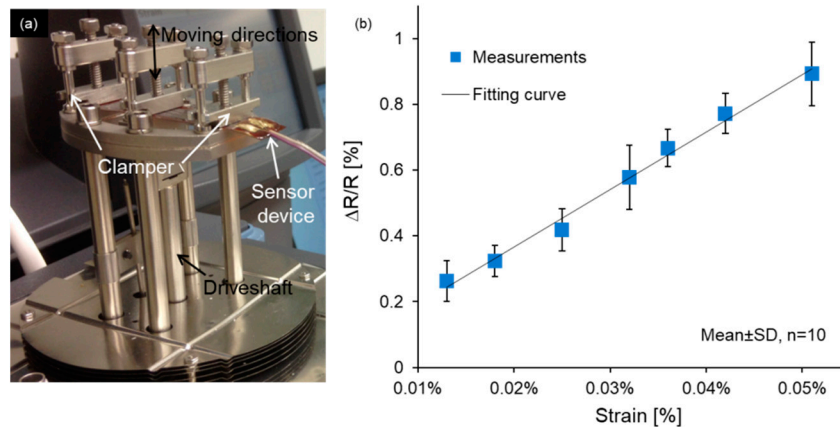 (a)
Moving directions
Clamper
Sensor
device
Driveshaft
(b)
ΔR/R [%]
1
0.8
0.6
0.4
0.2
0
Measurements
Fitting curve
Mean±SD, n=10
0.01%
0.02%
0.03%
0.04%
0.05%
Strain [%]